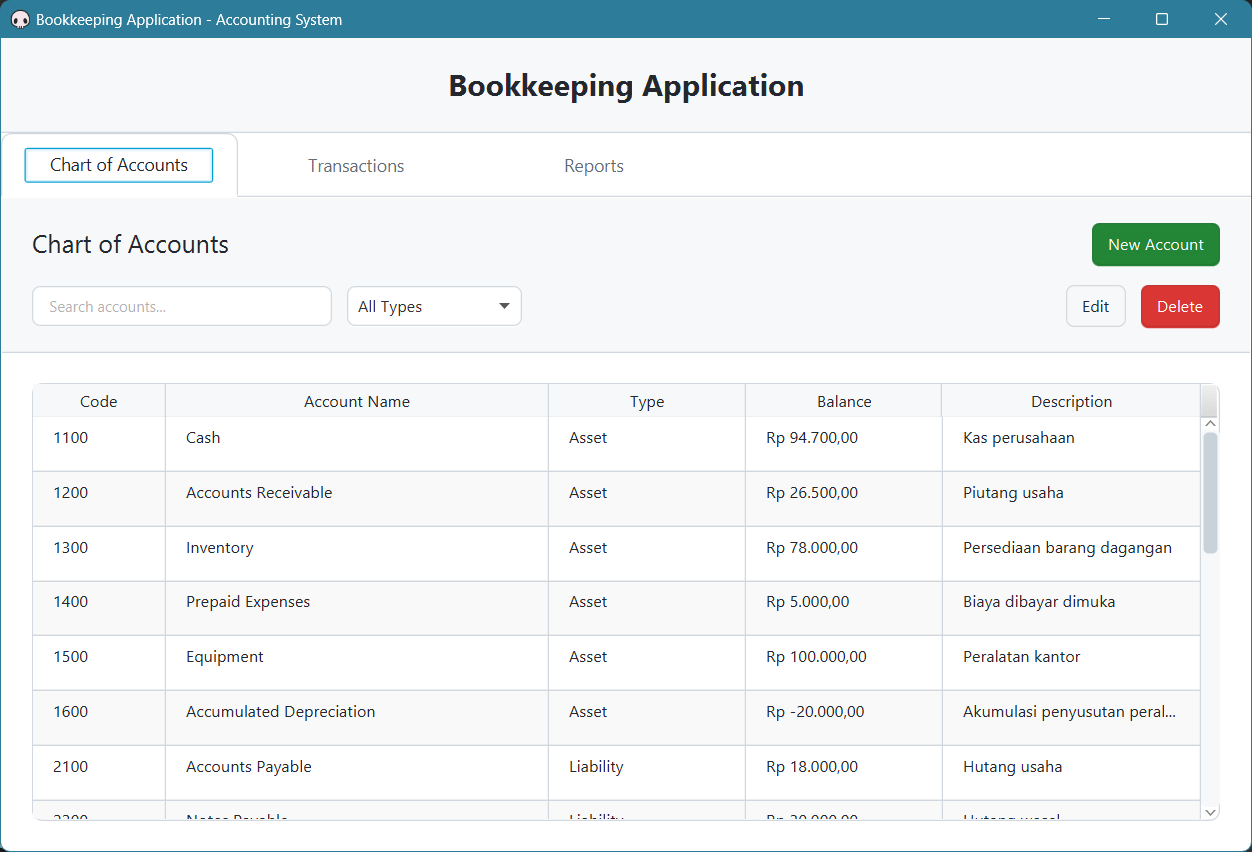 Bookkeeping Application - Accounting System
Bookkeeping Application
Chart of Accounts Transactions Reports
Chart of Accounts New Account
Search accounts... All Types Edit Delete
Code Account Name Type Balance Description
1100 Cash Asset Rp 94.700,00 Kas perusahaan
1200 Accounts Receivable Asset Rp 26.500,00 Piutang usaha
1300 Inventory Asset Rp 78.000,00 Persediaan barang dagangan
1400 Prepaid Expenses Asset Rp 5.000,00 Biaya dibayar dimuka
1500 Equipment Asset Rp 100.000,00 Peralatan kantor
1600 Accumulated Depreciation Asset Rp -20.000,00 Akumulasi penyusutan peral...
2100 Accounts Payable Liability Rp 18.000,00 Hutang usaha
Notes Payable Liability Hutang